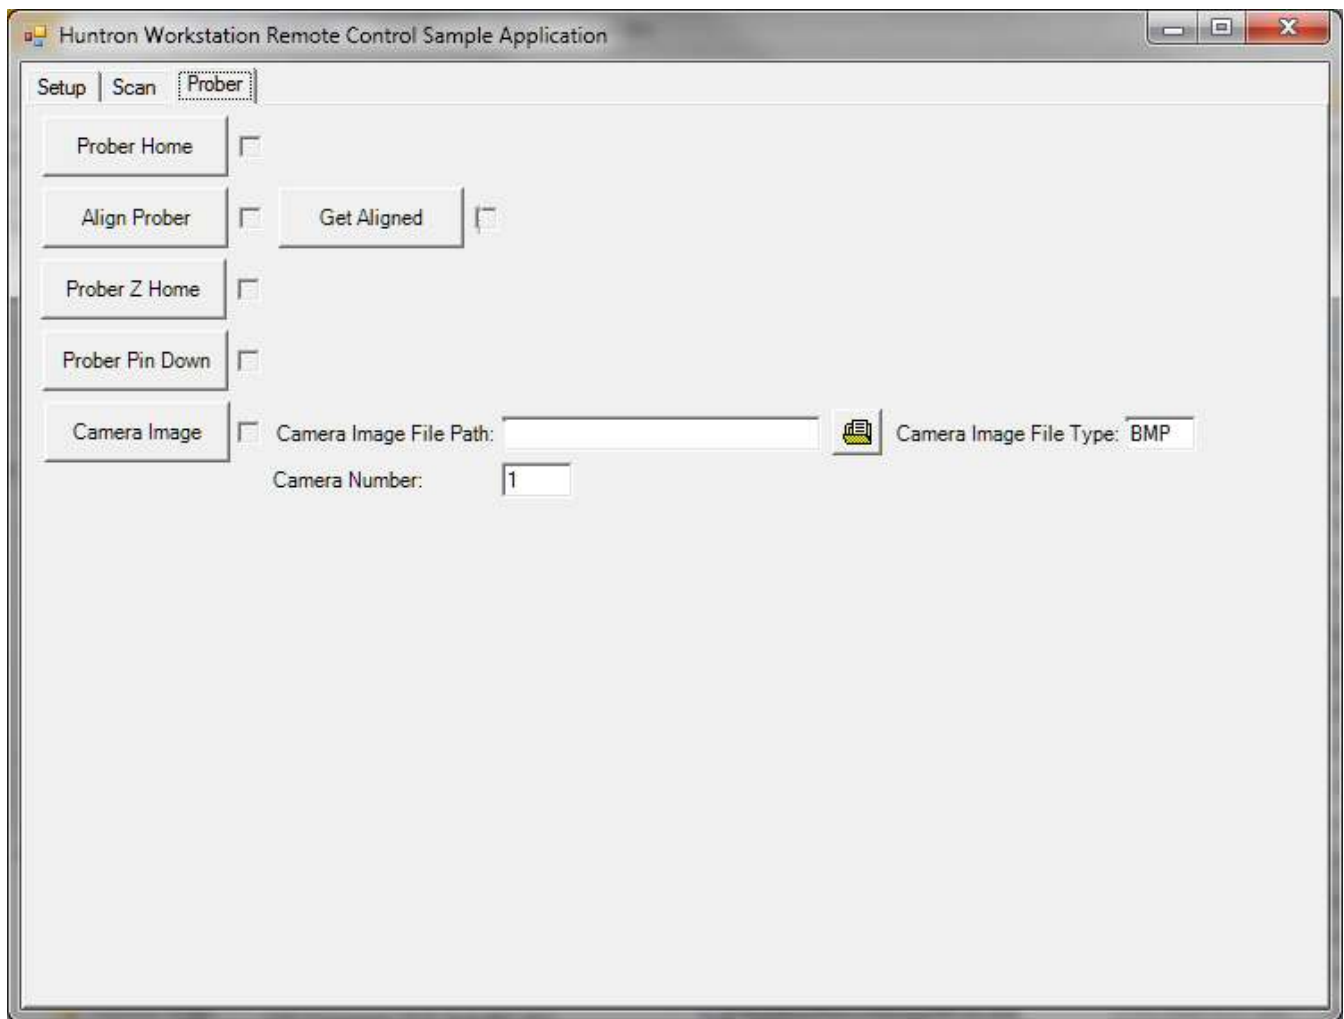 Huntron Workstation Remote Control Sample Application
Setup Scan Prober
Prober Home
Align Prober Get Aligned
Prober Z Home
Prober Pin Down
Camera Image Camera Image File Path: Camera Image File Type: BMP
Camera Number: 1